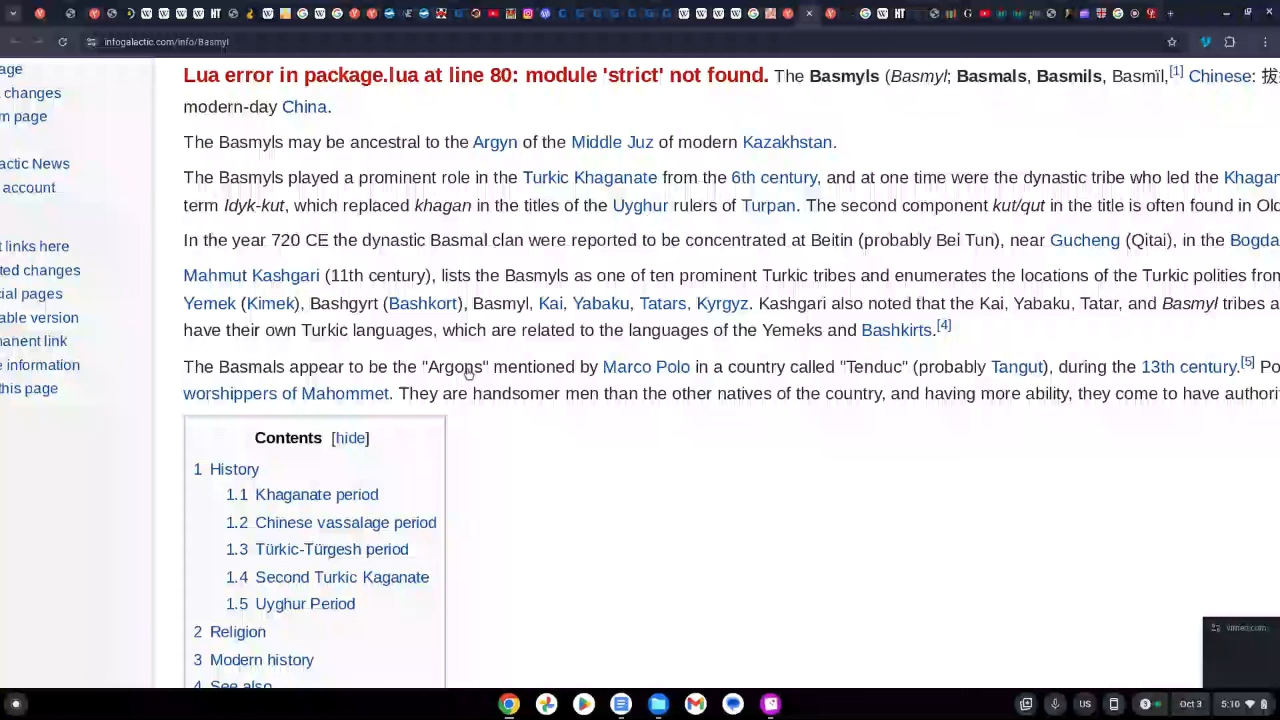 infogalactic.com/info/Basmyl
age
changes
m page
actic News
account
t links here
ted changes
cial pages
able version
manent link
e information
this page
Lua error in package.lua at line 80: module 'strict' not found. The Basmyls (Basmyl; Basmals, Basmils, Basmïl,[1] Chinese: 拔
modern-day China.
The Basmyls may be ancestral to the Argyn of the Middle Juz of modern Kazakhstan.
The Basmyls played a prominent role in the Turkic Khaganate from the 6th century, and at one time were the dynastic tribe who led the Khagan
term Idyk-kut, which replaced khagan in the titles of the Uyghur rulers of Turpan. The second component kut/qut in the title is often found in Old
In the year 720 CE the dynastic Basmal clan were reported to be concentrated at Beitin (probably Bei Tun), near Gucheng (Qitai), in the Bogda
Mahmut Kashgari (11th century), lists the Basmyls as one of ten prominent Turkic tribes and enumerates the locations of the Turkic polities from
Yemek (Kimek), Bashgyrt (Bashkort), Basmyl, Kai, Yabaku, Tatars, Kyrgyz. Kashgari also noted that the Kai, Yabaku, Tatar, and Basmyl tribes a
have their own Turkic languages, which are related to the languages of the Yemeks and Bashkirts.[4]
The Basmals appear to be the "Argons" mentioned by Marco Polo in a country called "Tenduc" (probably Tangut), during the 13th century.[5] Po
worshippers of Mahommet. They are handsomer men than the other natives of the country, and having more ability, they come to have authori
Contents [hide]
1 History
1.1 Khaganate period
1.2 Chinese vassalage period
1.3 Türkic-Türgesh period
1.4 Second Turkic Kaganate
1.5 Uyghur Period
2 Religion
3 Modern history
4 See also
vimeo.com
US
Oct 3
5:10